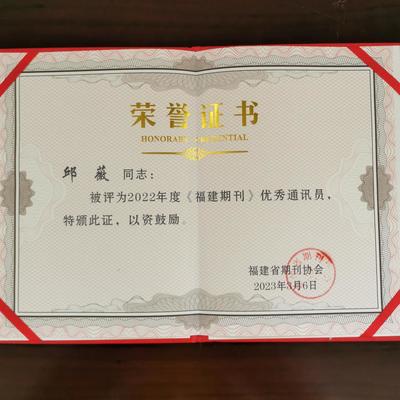 荣誉证书
HONORARY CREDENTIAL
邱薇 同志：
被评为2022年度《福建期刊》优秀通讯员，
特颁此证，以资鼓励。
福建省期刊协会
2023年3月6日